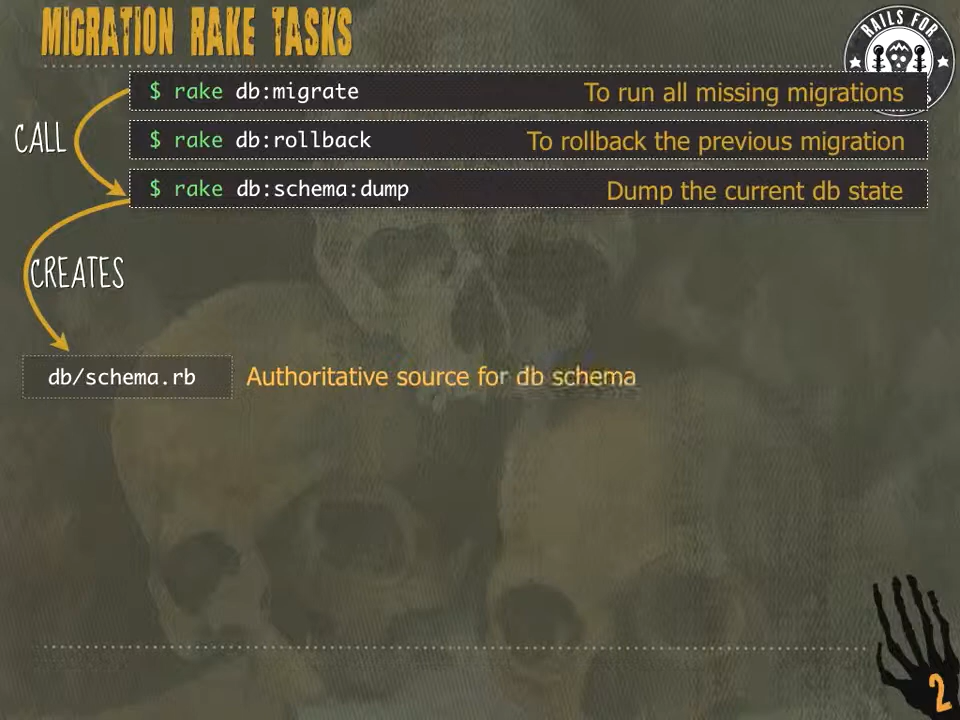 MIGRATION RAKE TASKS
RAILS FOR
$ rake db:migrate To run all missing migrations
CALL
$ rake db:rollback To rollback the previous migration
$ rake db:schema:dump Dump the current db state
CREATES
db/schema.rb Authoritative source for db schema
2